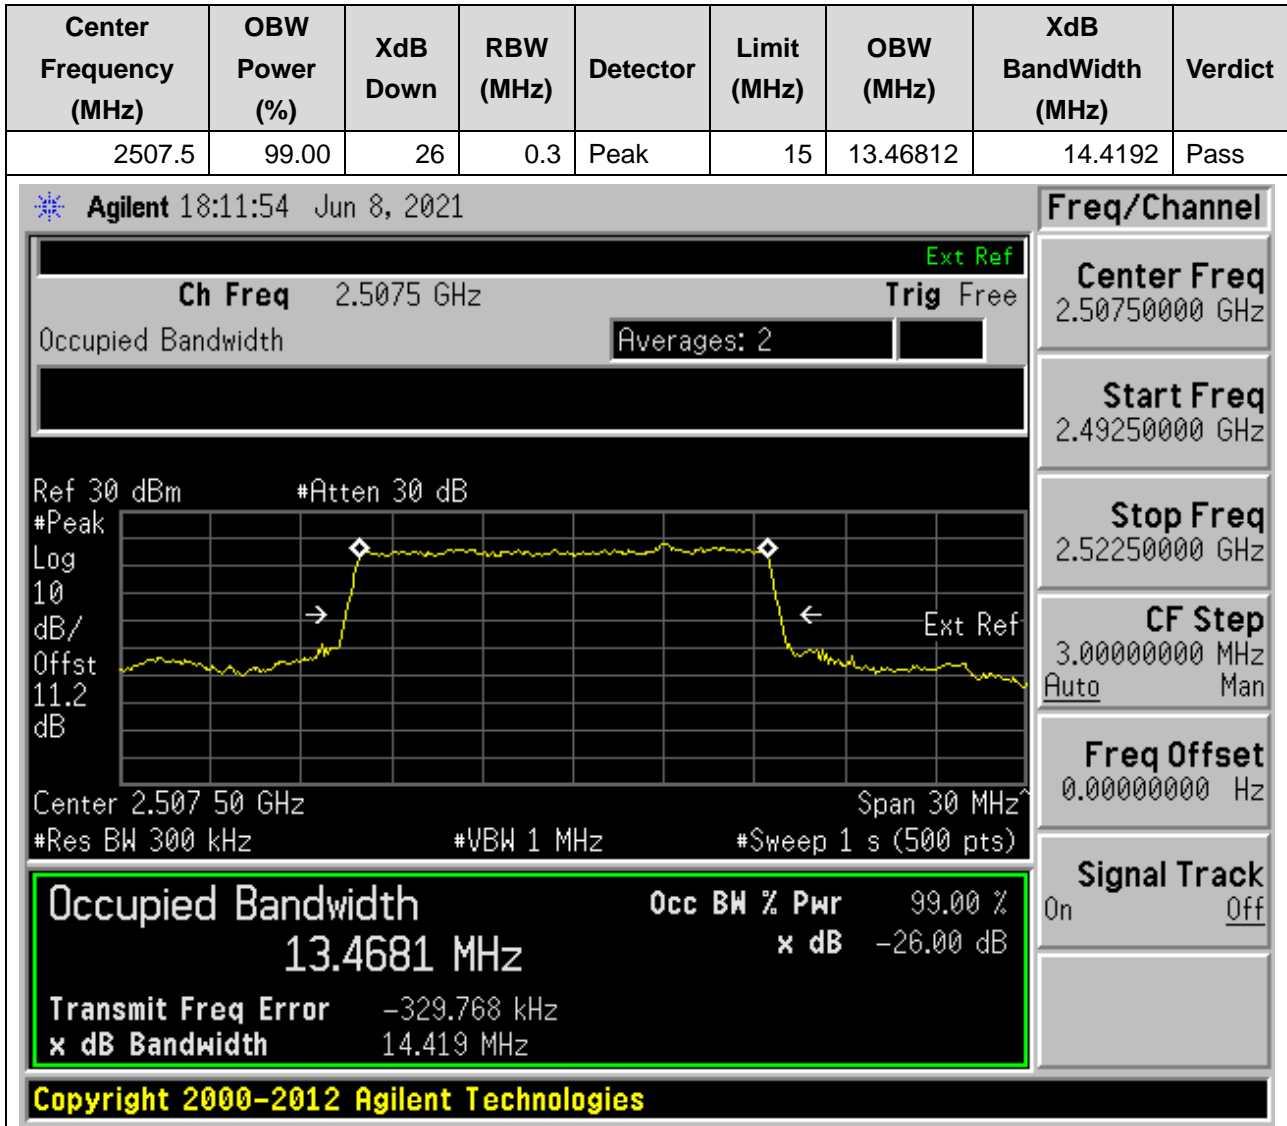 Center Frequency (MHz) OBW Power (%) XdB Down RBW (MHz) Detector Limit (MHz) OBW (MHz) XdB BandWidth (MHz) Verdict
2507.5 99.00 26 0.3 Peak 15 13.46812 14.4192 Pass
Agilent 18:11:54 Jun 8, 2021
Ext Ref
Ch Freq 2.5075 GHz Trig Free
Occupied Bandwidth Averages: 2
Ref 30 dBm #Atten 30 dB
#Peak
Log
10
dB/
Offst
11.2
dB
Ext Ref
Center 2.507 50 GHz Span 30 MHz^
#Res BW 300 kHz #VBW 1 MHz #Sweep 1 s (500 pts)
Occupied Bandwidth
13.4681 MHz
Occ BW % Pwr 99.00 %
x dB -26.00 dB
Transmit Freq Error -329.768 kHz
x dB Bandwidth 14.419 MHz
Copyright 2000-2012 Agilent Technologies
Freq/Channel
Center Freq
2.50750000 GHz
Start Freq
2.49250000 GHz
Stop Freq
2.52250000 GHz
CF Step
3.00000000 MHz
Auto Man
Freq Offset
0.00000000 Hz
Signal Track
On Off